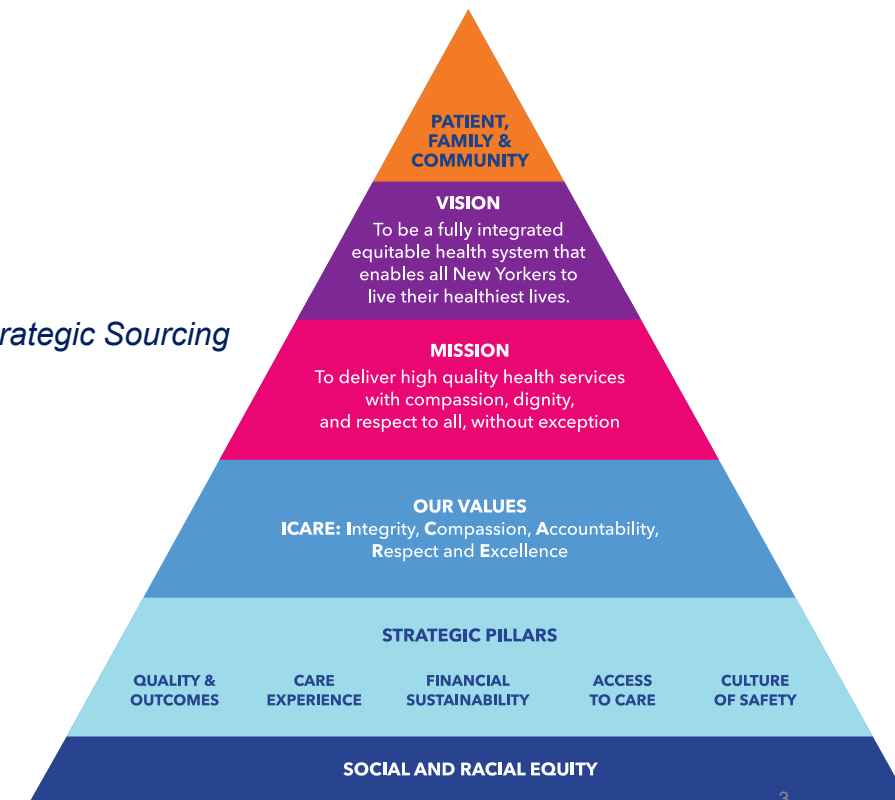 PATIENT,
FAMILY &
COMMUNITY
VISION
To be a fully integrated
equitable health system that
enables all New Yorkers to
live their healthiest lives.
rategic Sourcing
MISSION
To deliver high quality health services
with compassion, dignity,
and respect to all, without exception
OUR VALUES
ICARE: Integrity, Compassion, Accountability,
Respect and Excellence
STRATEGIC PILLARS
QUALITY &
OUTCOMES
CARE
EXPERIENCE
FINANCIAL
SUSTAINABILITY
ACCESS
TO CARE
CULTURE
OF SAFETY
SOCIAL AND RACIAL EQUITY
3